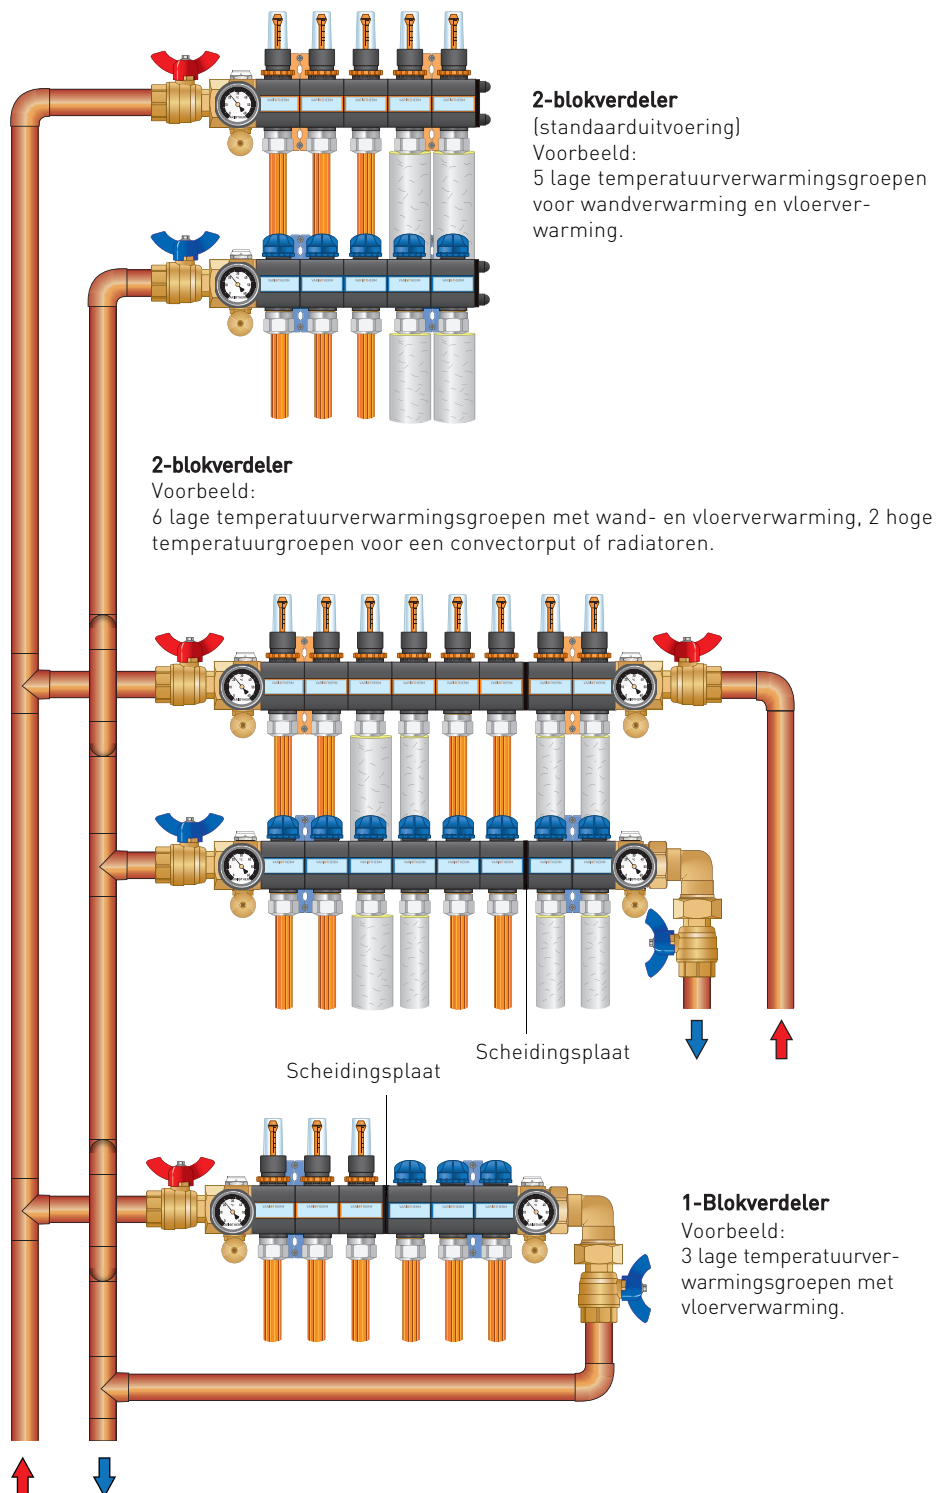 2-blokverdeler
(standaarduitvoering)
Voorbeeld:
5 lage temperatuurverwarmingsgroepen
voor wandverwarming en vloerver-
warming.
2-blokverdeler
Voorbeeld:
6 lage temperatuurverwarmingsgroepen met wand- en vloerverwarming, 2 hoge
temperatuurgroepen voor een convectorput of radiatoren.
Scheidingsplaat
Scheidingsplaat
1-Blokverdeler
Voorbeeld:
3 lage temperatuurver-
warmingsgroepen met
vloerverwarming.